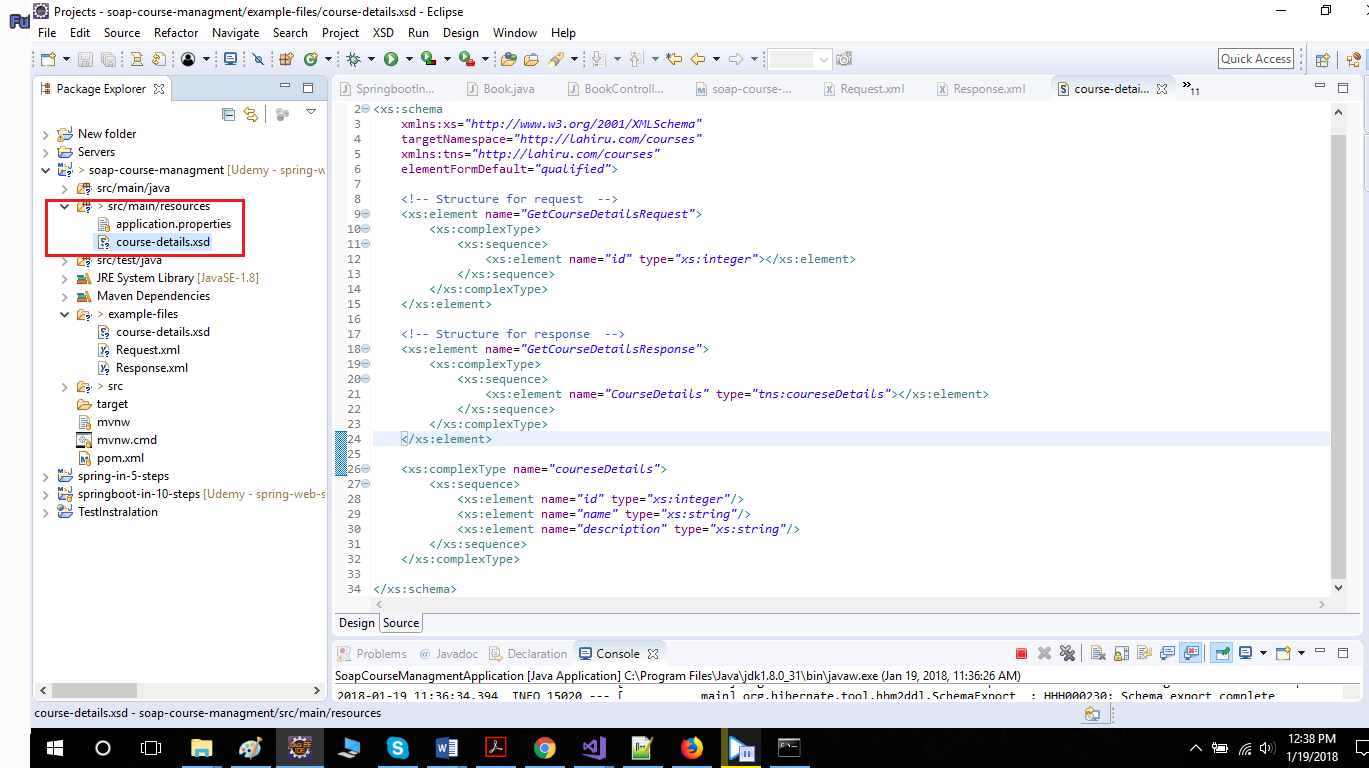 Fu
Projects - soap-course-managment/example-files/course-details.xsd - Eclipse
File Edit Source Refactor Navigate Search Project XSD Run Design Window Help
Quick Access
Package Explorer
New folder
Servers
> soap-course-managment [Udemy - spring-w
src/main/java
> src/main/resources
application.properties
course-details.xsd
src/test/java
JRE System Library [JavaSE-1.8]
Maven Dependencies
> example-files
course-details.xsd
Request.xml
Response.xml
> src
target
mvnw
mvnw.cmd
pom.xml
spring-in-5-steps
springboot-in-10-steps [Udemy - spring-web-s
TestInstralation
SpringbootIn... Book.java BookControll... soap-course-... Request.xml Response.xml course-detai... »11
2 <xs:schema
3 xmlns:xs="http://www.w3.org/2001/XMLSchema"
4 targetNamespace="http://lahiru.com/courses"
5 xmlns:tns="http://lahiru.com/courses"
6 elementFormDefault="qualified">
7
8 <!-- Structure for request  -->
9 <xs:element name="GetCourseDetailsRequest">
10 <xs:complexType>
11 <xs:sequence>
12 <xs:element name="id" type="xs:integer"></xs:element>
13 </xs:sequence>
14 </xs:complexType>
15 </xs:element>
16
17 <!-- Structure for response  -->
18 <xs:element name="GetCourseDetailsResponse">
19 <xs:complexType>
20 <xs:sequence>
21 <xs:element name="CourseDetails" type="tns:coureseDetails"></xs:element>
22 </xs:sequence>
23 </xs:complexType>
24 </xs:element>
25
26 <xs:complexType name="coureseDetails">
27 <xs:sequence>
28 <xs:element name="id" type="xs:integer"/>
29 <xs:element name="name" type="xs:string"/>
30 <xs:element name="description" type="xs:string"/>
31 </xs:sequence>
32 </xs:complexType>
33
34 </xs:schema>
Design Source
Problems @ Javadoc Declaration Console
SoapCourseManagmentApplication [Java Application] C:\Program Files\Java\jdk1.8.0_31\bin\javaw.exe (Jan 19, 2018, 11:36:26 AM)
2018-01-19 11:36:34.394 INFO 15020 --- [ main] org.hibernate.tool.hbm2ddl.SchemaExport : HHH000230: Schema export complete
course-details.xsd - soap-course-managment/src/main/resources
12:38 PM
1/19/2018